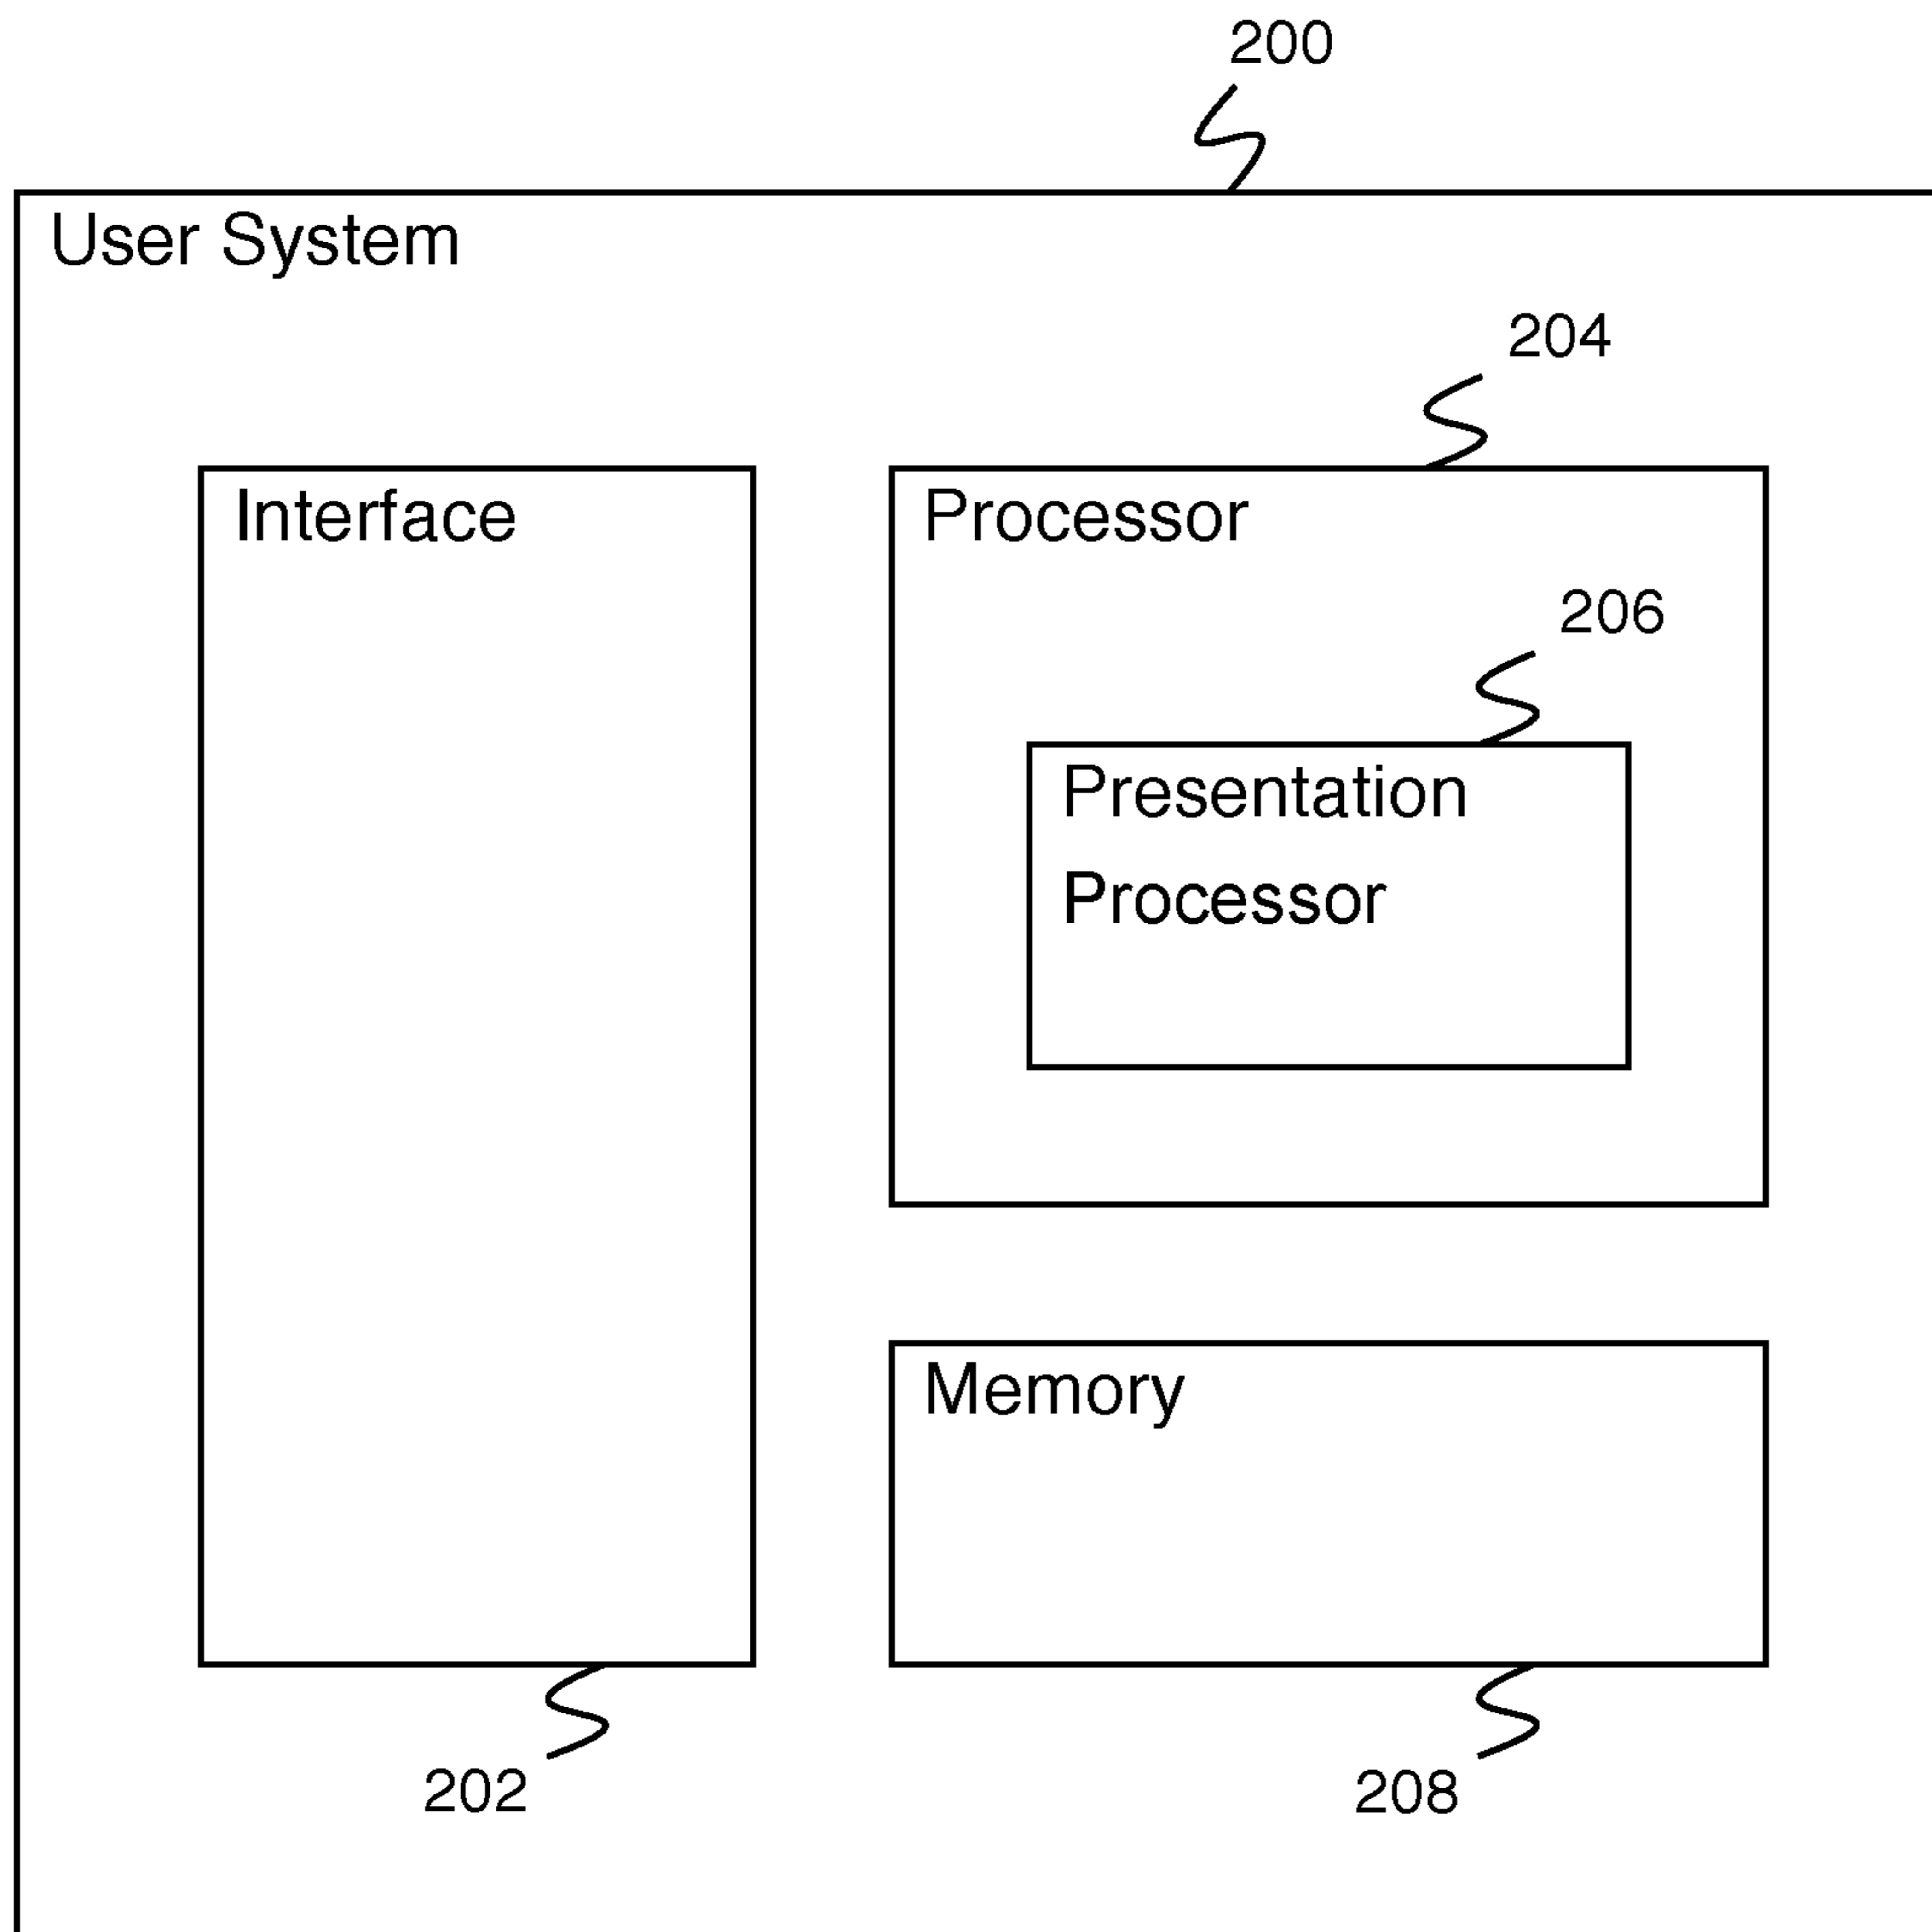 200
User System
204
Interface
Processor
206
Presentation
Processor
Memory
202
208